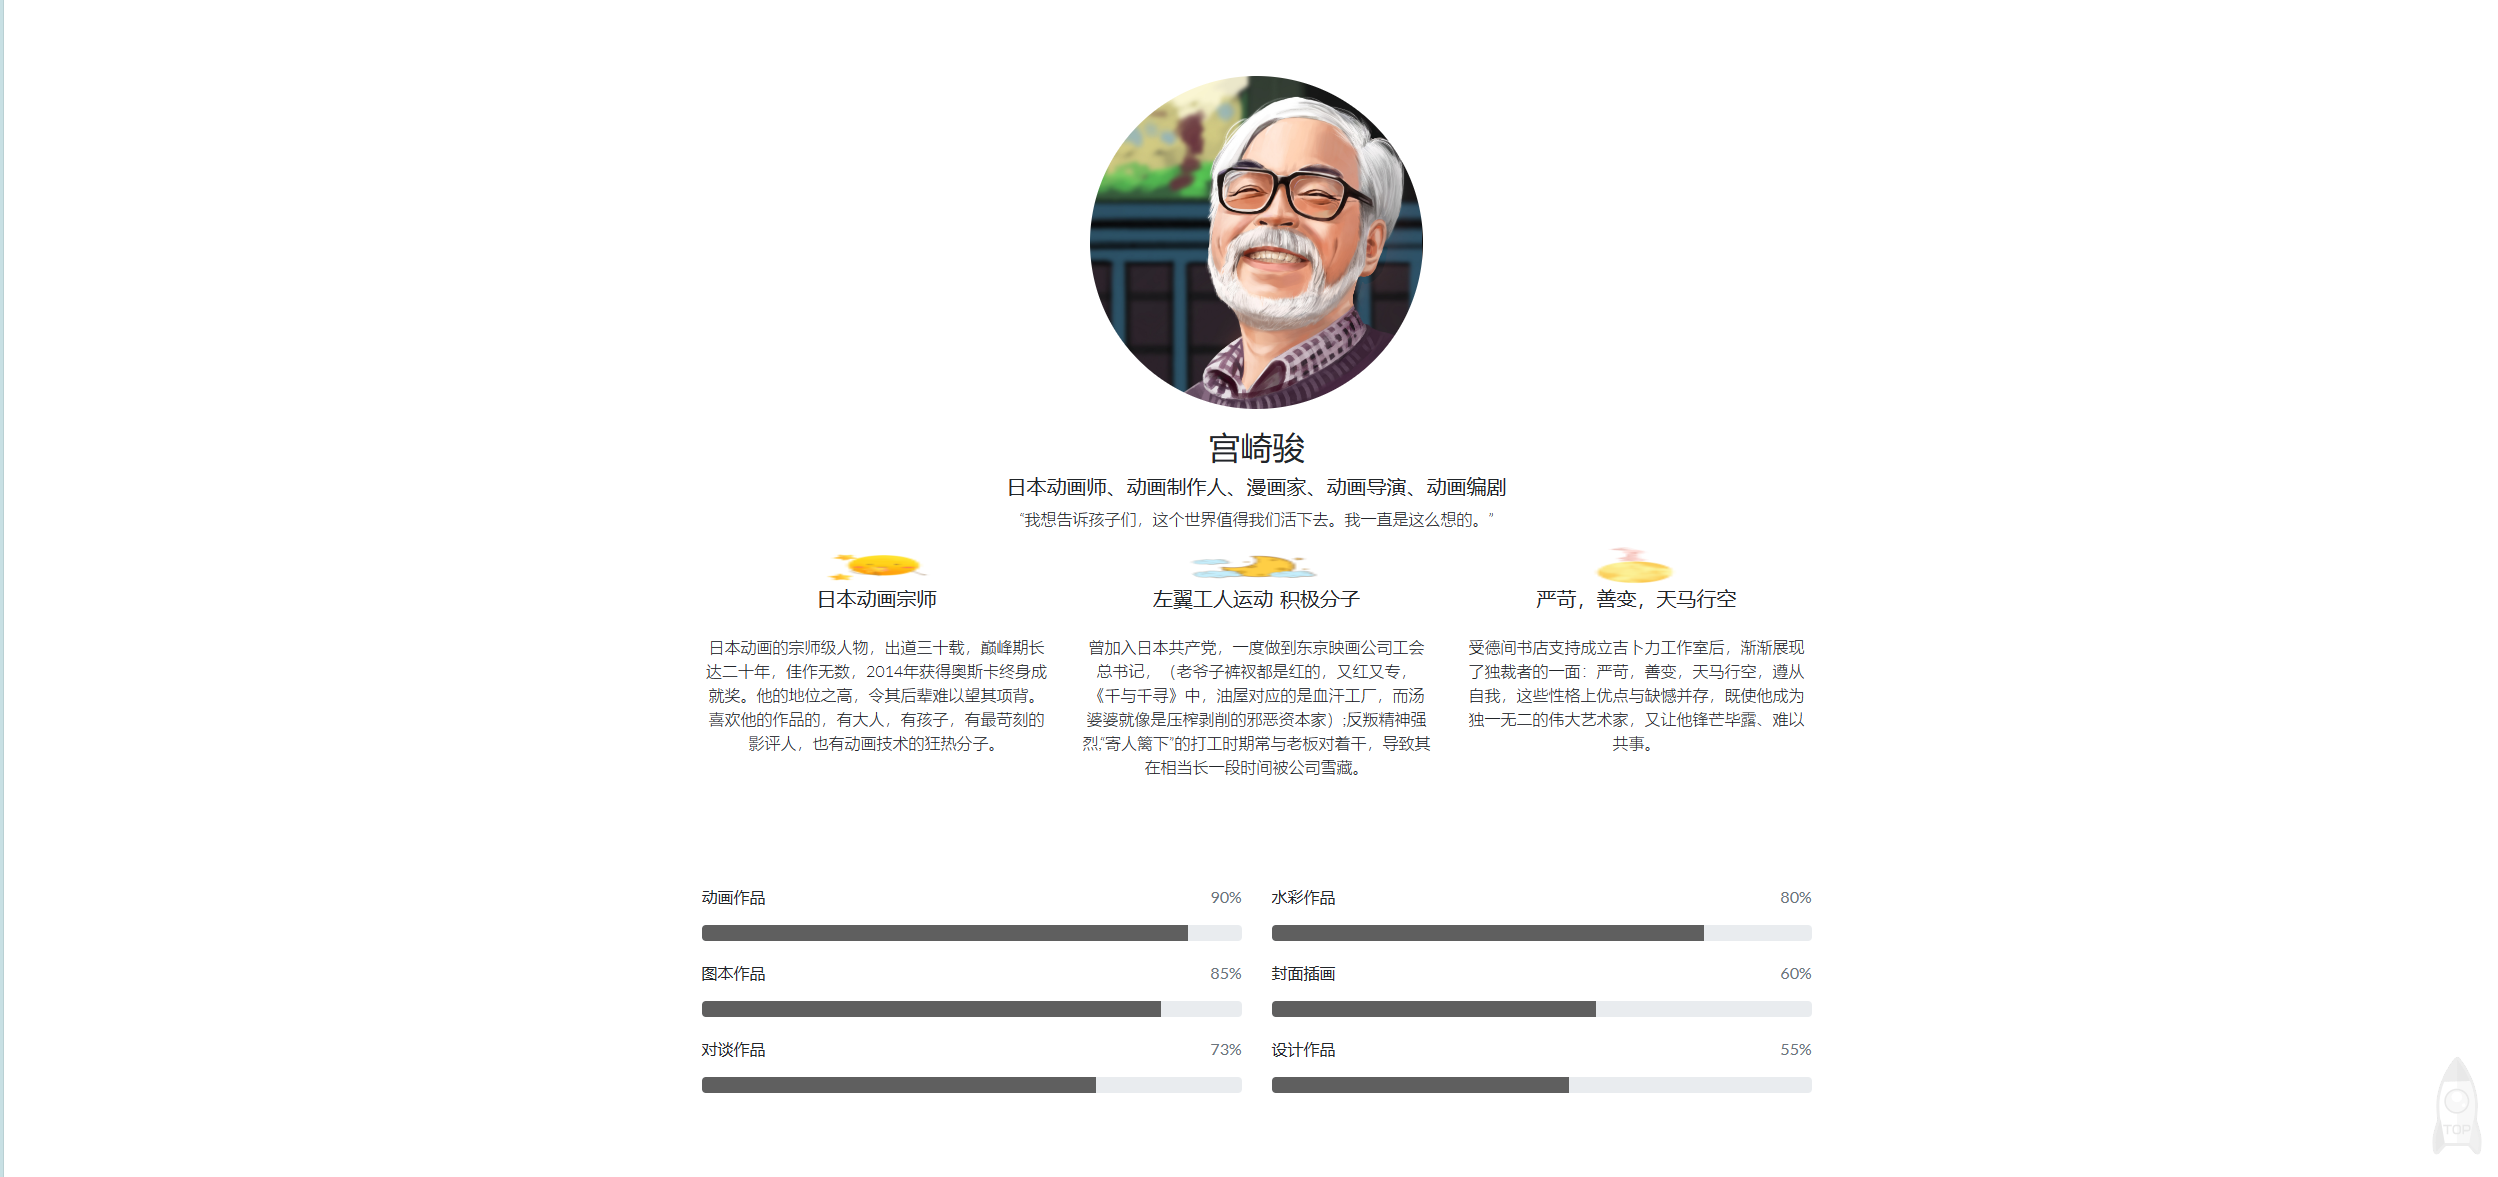 宫崎骏
日本动画师、动画制作人、漫画家、动画导演、动画编剧
“我想告诉孩子们，这个世界值得我们活下去。我一直是这么想的。”
日本动画宗师
日本动画的宗师级人物，出道三十载，巅峰期长
达二十年，佳作无数，2014年获得奥斯卡终身成
就奖。他的地位之高，令其后辈难以望其项背。
喜欢他的作品的，有大人，有孩子，有最苛刻的
影评人，也有动画技术的狂热分子。
左翼工人运动 积极分子
曾加入日本共产党，一度做到东京映画公司工会
总书记，（老爷子裤衩都是红的，又红又专，
《千与千寻》中，油屋对应的是血汗工厂，而汤
婆婆就像是压榨剥削的邪恶资本家）;反叛精神强
烈,“寄人篱下”的打工时期常与老板对着干，导致其
在相当长一段时间被公司雪藏。
严苛，善变，天马行空
受德间书店支持成立吉卜力工作室后，渐渐展现
了独裁者的一面：严苛，善变，天马行空，遵从
自我，这些性格上优点与缺憾并存，既使他成为
独一无二的伟大艺术家，又让他锋芒毕露、难以
共事。
动画作品 90%
水彩作品 80%
图本作品 85%
封面插画 60%
对谈作品 73%
设计作品 55%
TOP